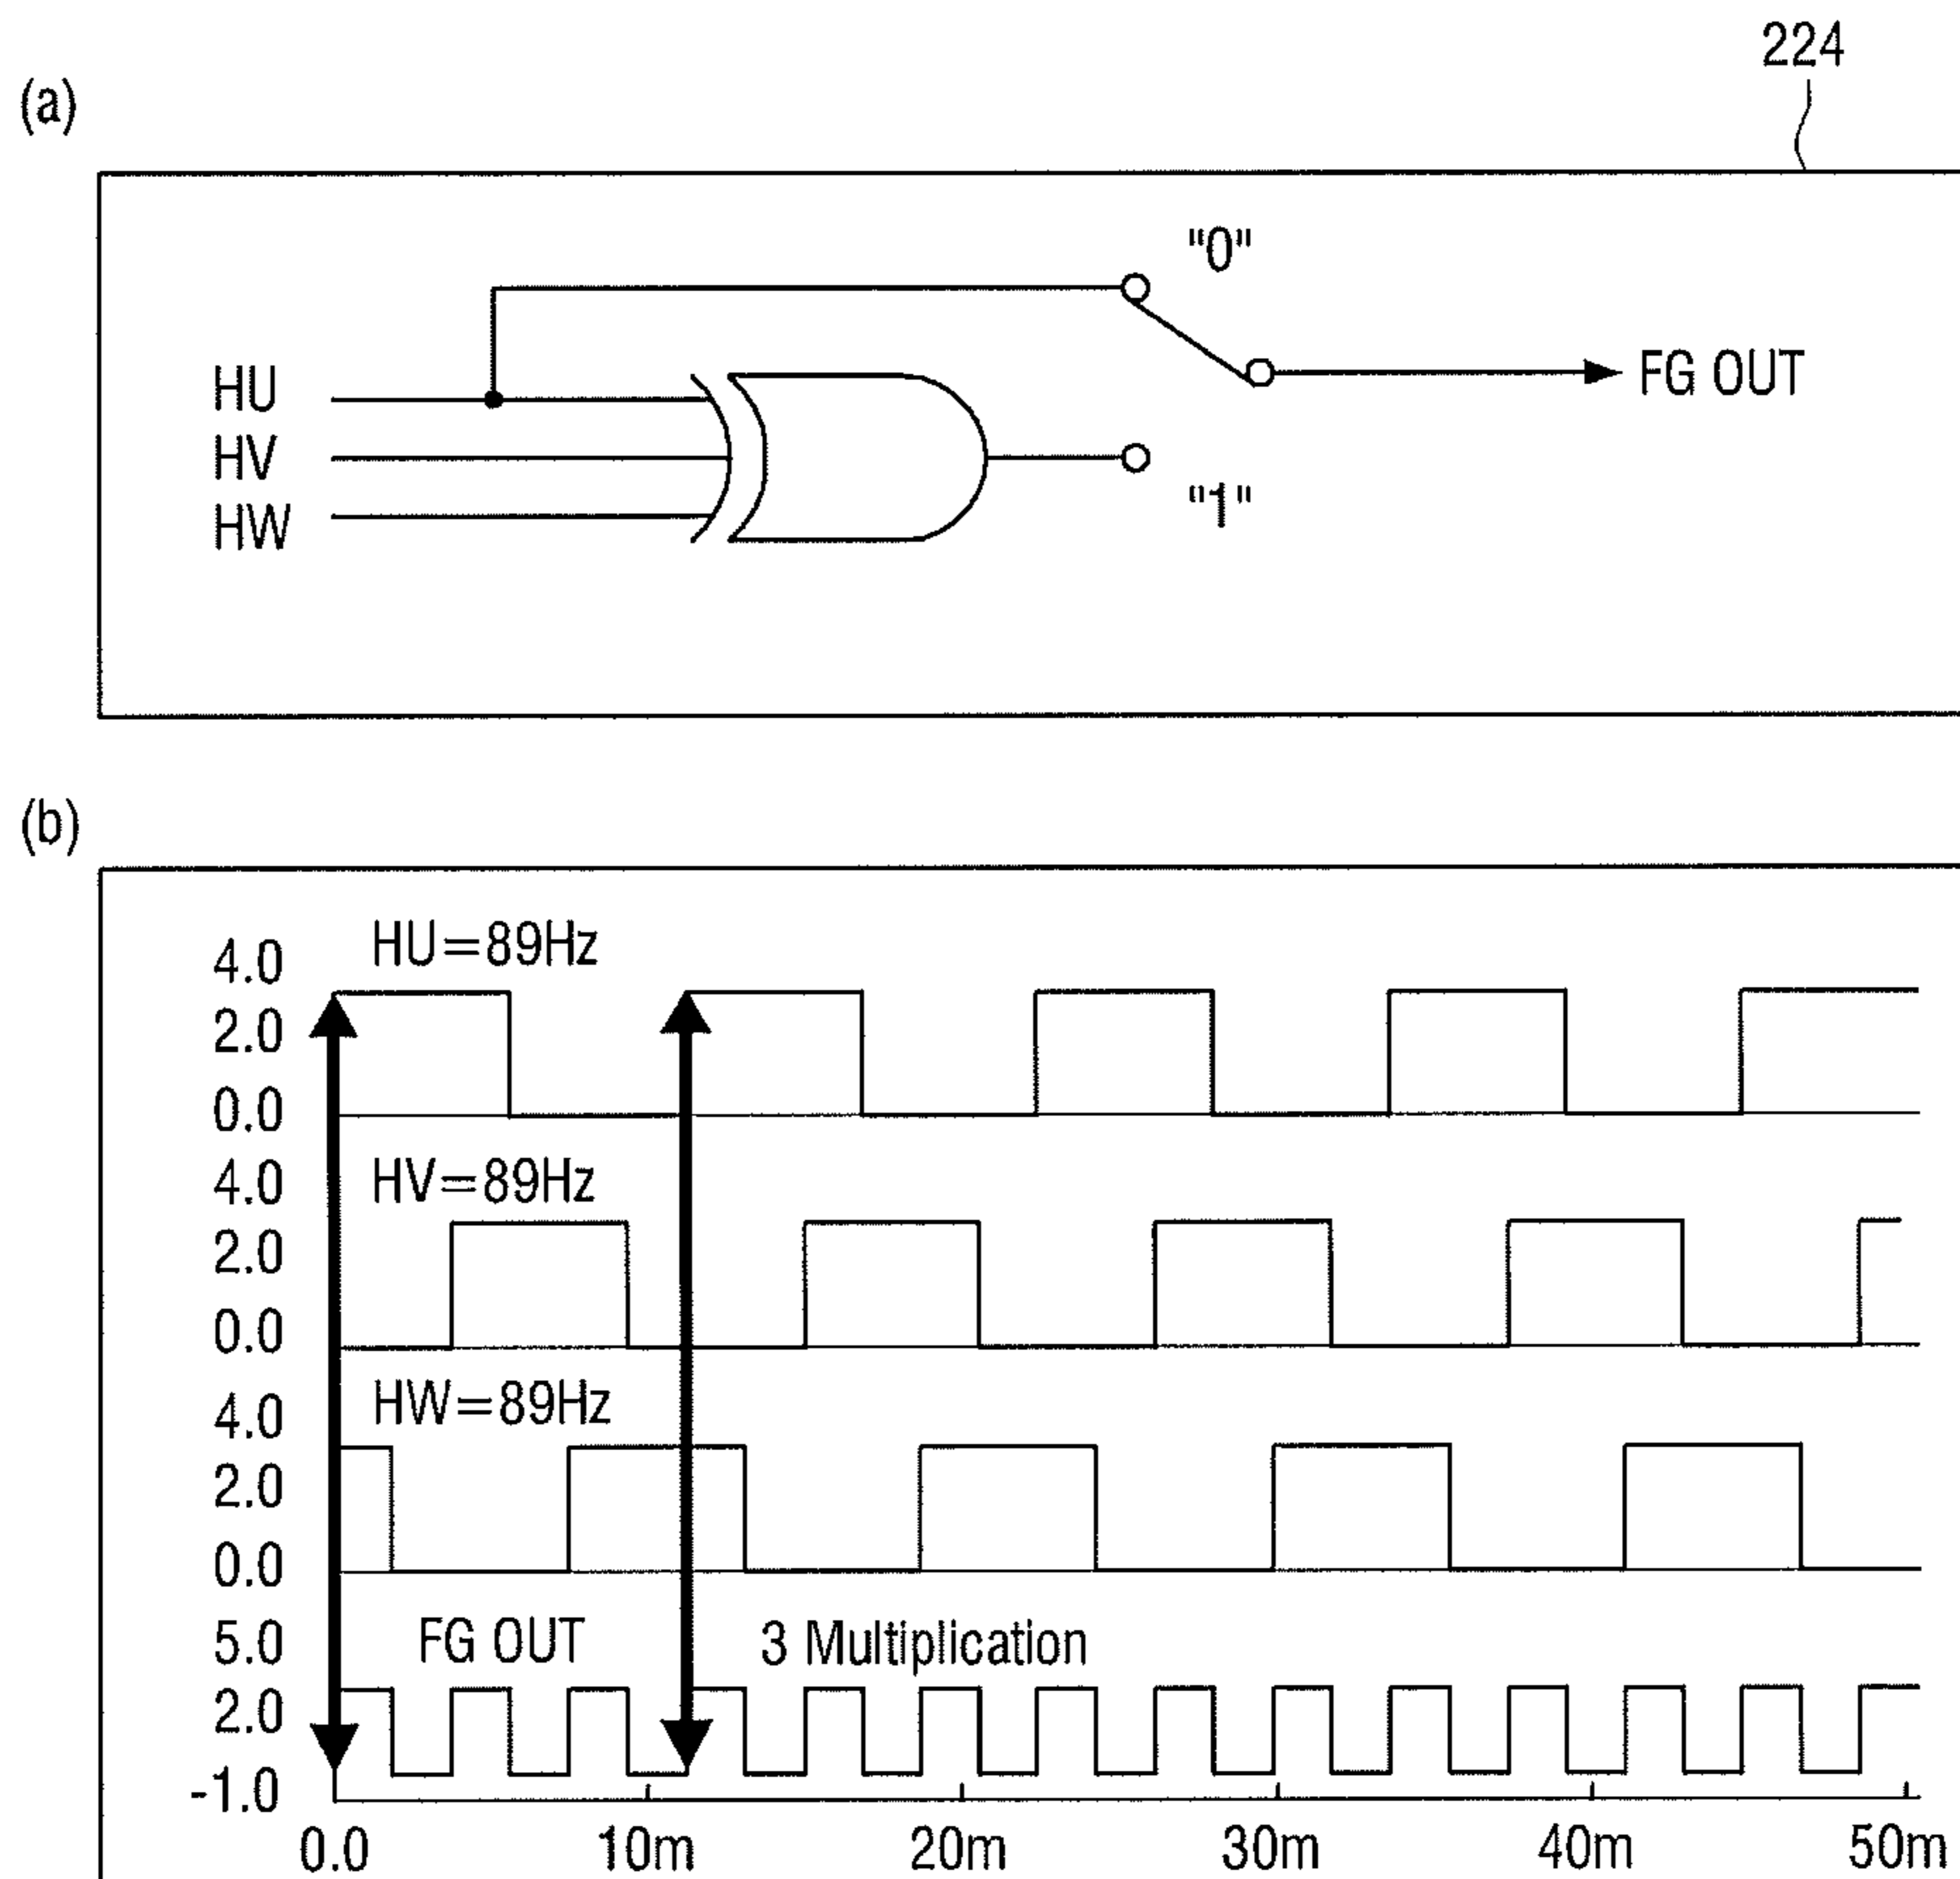 224
(a)
"0"
HU
HV
HW
FG OUT
"1"
(b)
HU=89Hz
4.0
2.0
0.0
HV=89Hz
4.0
2.0
0.0
HW=89Hz
4.0
2.0
0.0
FG OUT
3 Multiplication
5.0
2.0
-1.0
0.0 10m 20m 30m 40m 50m